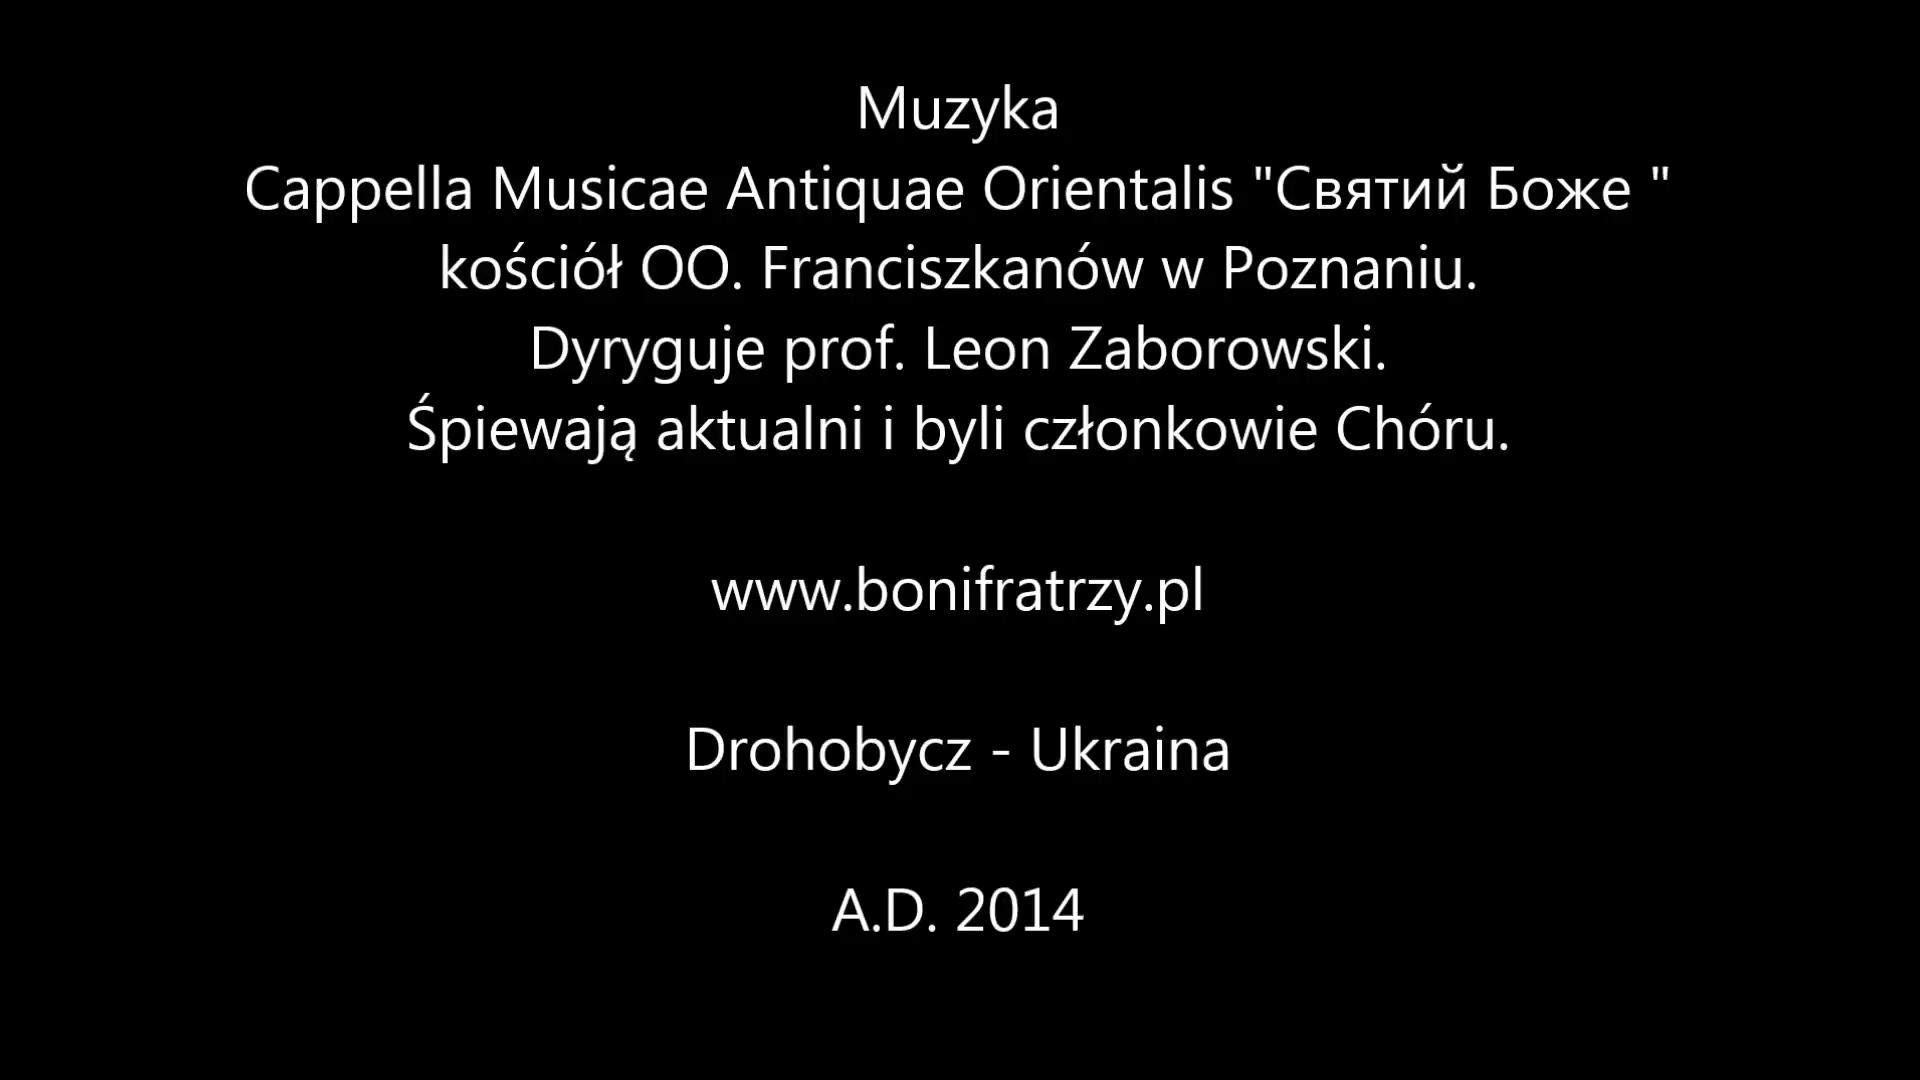 Muzyka
Cappella Musicae Antiquae Orientalis "Святий Боже "
kościół OO. Franciszkanów w Poznaniu.
Dyryguje prof. Leon Zaborowski.
Śpiewają aktualni i byli członkowie Chóru.
www.bonifratrzy.pl
Drohobycz - Ukraina
A.D. 2014